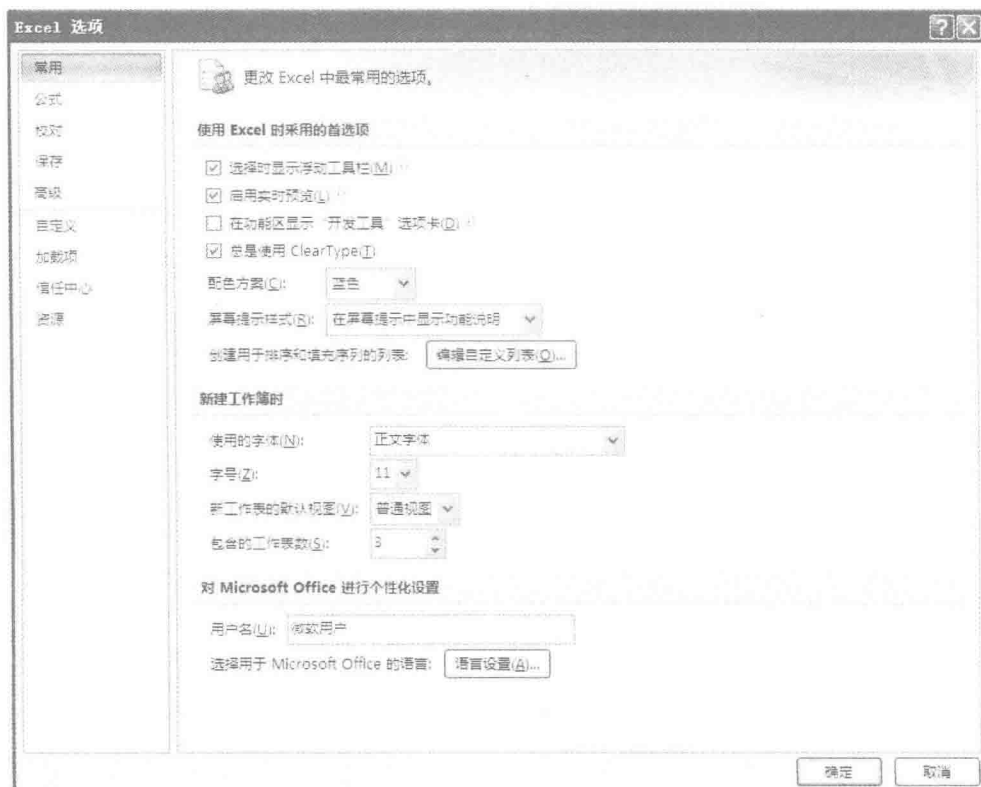 Excel 选项
常用
公式
校对
保存
高级
自定义
加载项
信任中心
资源
更改 Excel 中最常用的选项。
使用 Excel 时采用的首选项
选择时显示浮动工具栏(M)
启用实时预览(L)
在功能区显示“开发工具”选项卡(D)
总是使用 ClearType(T)
配色方案(C): 蓝色
屏幕提示样式(R): 在屏幕提示中显示功能说明
创建用于排序和填充序列的列表: 编辑自定义列表(O)...
新建工作簿时
使用的字体(N): 正文字体
字号(Z): 11
新工作表的默认视图(V): 普通视图
包含的工作表数(S): 3
对 Microsoft Office 进行个性化设置
用户名(U): 微软用户
选择用于 Microsoft Office 的语言: 语言设置(A)...
确定 取消